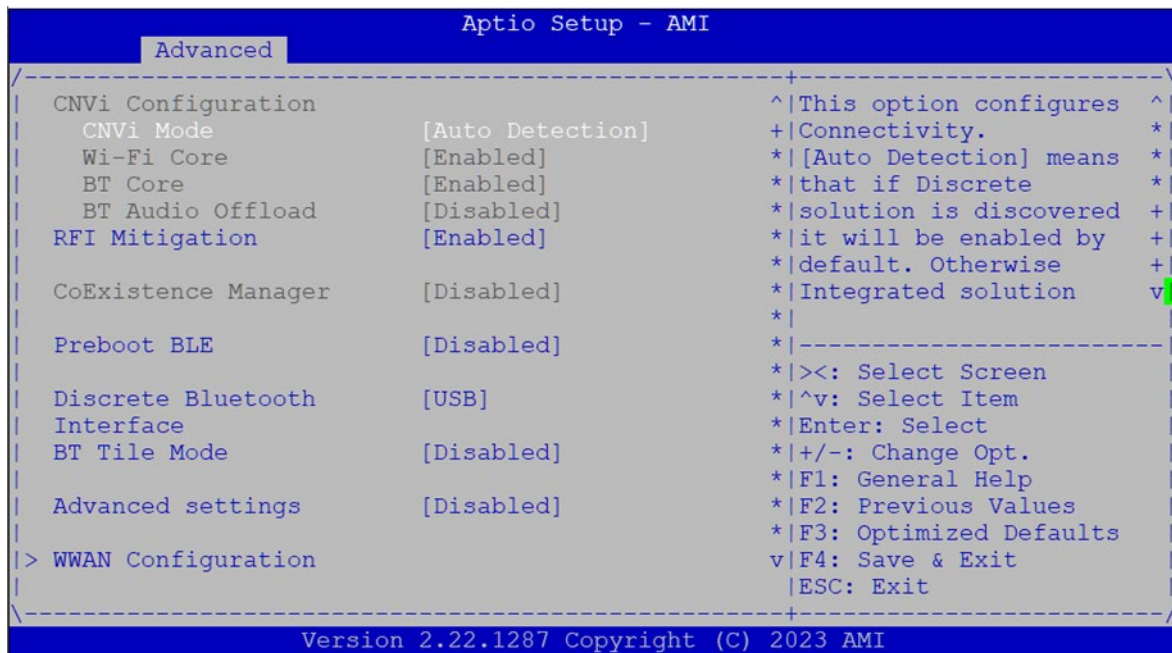 Aptio Setup - AMI
Advanced
/----------------------------------------------------+------------------------\
| CNVi Configuration ^|This option configures ^|
| CNVi Mode [Auto Detection] +|Connectivity. *|
| Wi-Fi Core [Enabled] *|[Auto Detection] means *|
| BT Core [Enabled] *|that if Discrete *|
| BT Audio Offload [Disabled] *|solution is discovered +|
| RFI Mitigation [Enabled] *|it will be enabled by +|
| *|default. Otherwise +|
| CoExistence Manager [Disabled] *|Integrated solution v|
| *|
| Preboot BLE [Disabled] *|------------------------|
| *|><: Select Screen |
| Discrete Bluetooth [USB] *|^v: Select Item |
| Interface *|Enter: Select |
| BT Tile Mode [Disabled] *|+/-: Change Opt. |
| *|F1: General Help |
| Advanced settings [Disabled] *|F2: Previous Values |
| *|F3: Optimized Defaults |
|> WWAN Configuration v|F4: Save & Exit |
| |ESC: Exit |
\----------------------------------------------------+------------------------/
Version 2.22.1287 Copyright (C) 2023 AMI